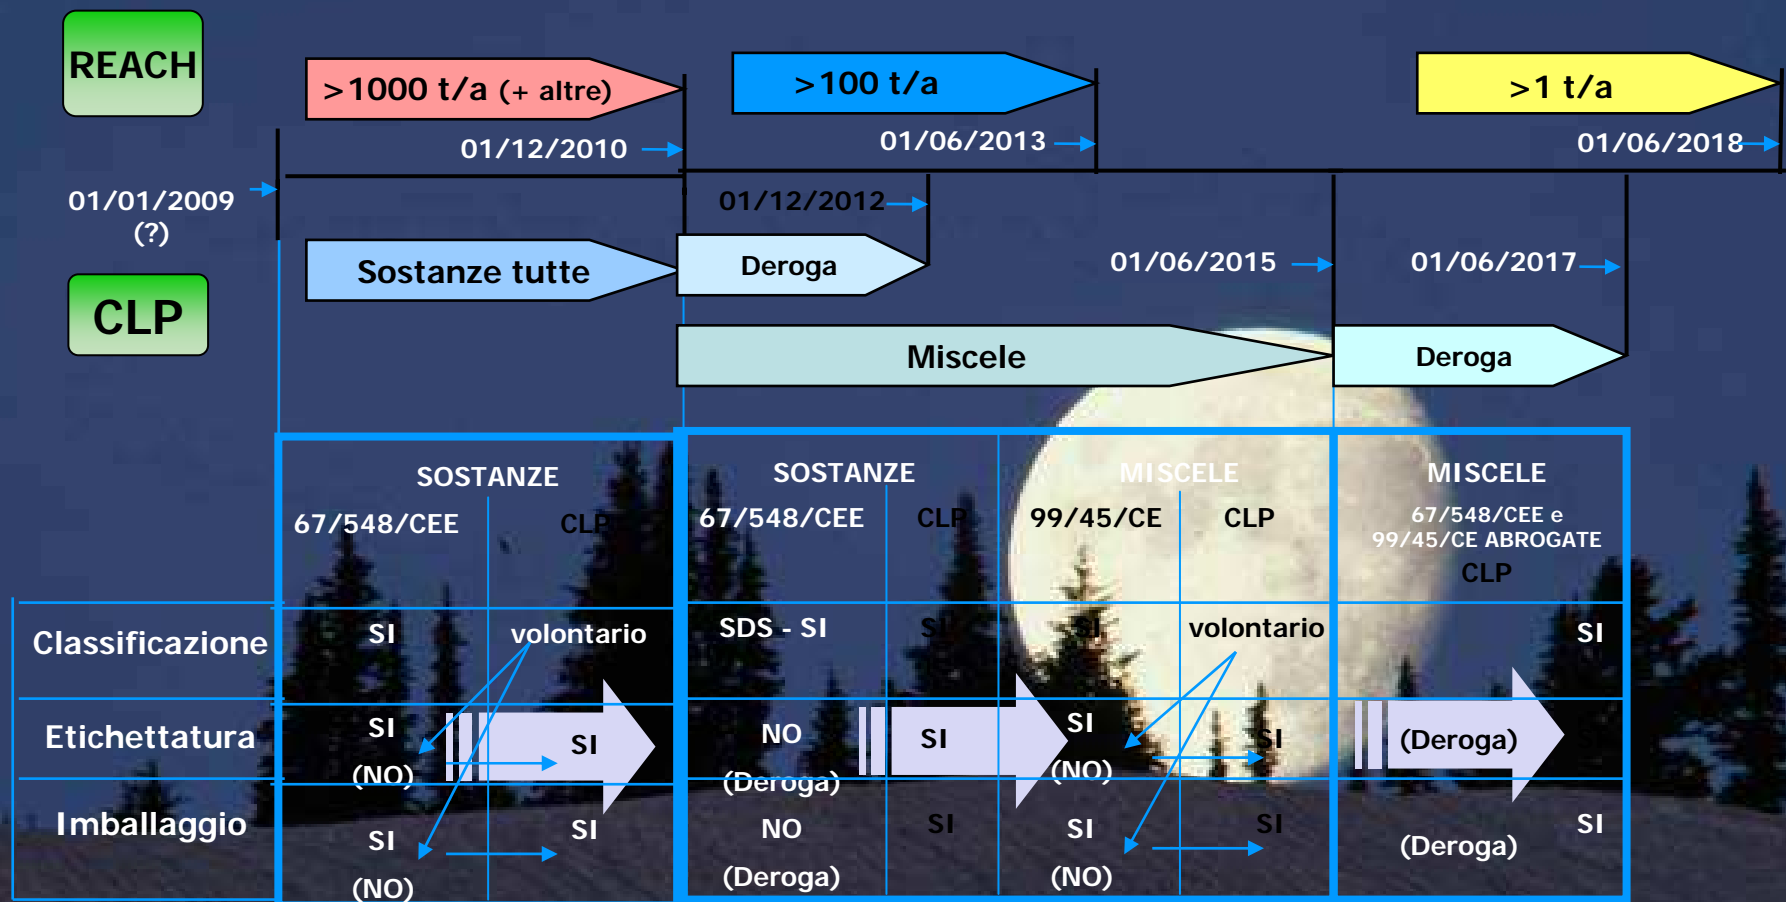 REACH
>1000 t/a (+ altre)
>100 t/a
>1 t/a
01/12/2010
01/06/2013
01/06/2018
01/01/2009
(?)
01/12/2012
Sostanze tutte
Deroga
01/06/2015
01/06/2017
CLP
Miscele
Deroga
SOSTANZE
SOSTANZE
MISCELE
MISCELE
67/548/CEE
CLP
67/548/CEE
CLP
99/45/CE
CLP
67/548/CEE e
99/45/CE ABROGATE
CLP
Classificazione
SI
volontario
SDS - SI
SI
SI
volontario
SI
Etichettatura
SI
(NO)
SI
NO
(Deroga)
SI
SI
(NO)
SI
(Deroga)
SI
Imballaggio
SI
(NO)
SI
NO
(Deroga)
SI
SI
(NO)
SI
(Deroga)
SI